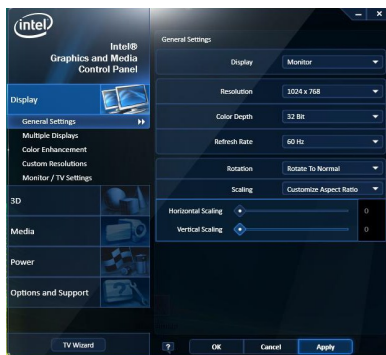 intel
Intel®
Graphics and Media
Control Panel
Display
General Settings
Multiple Displays
Color Enhancement
Custom Resolutions
Monitor / TV Settings
3D
Media
Power
Options and Support
TV Wizard
General Settings
Display Monitor
Resolution 1024 x 768
Color Depth 32 Bit
Refresh Rate 60 Hz
Rotation Rotate To Normal
Scaling Customize Aspect Ratio
Horizontal Scaling 0
Vertical Scaling 0
? OK Cancel Apply